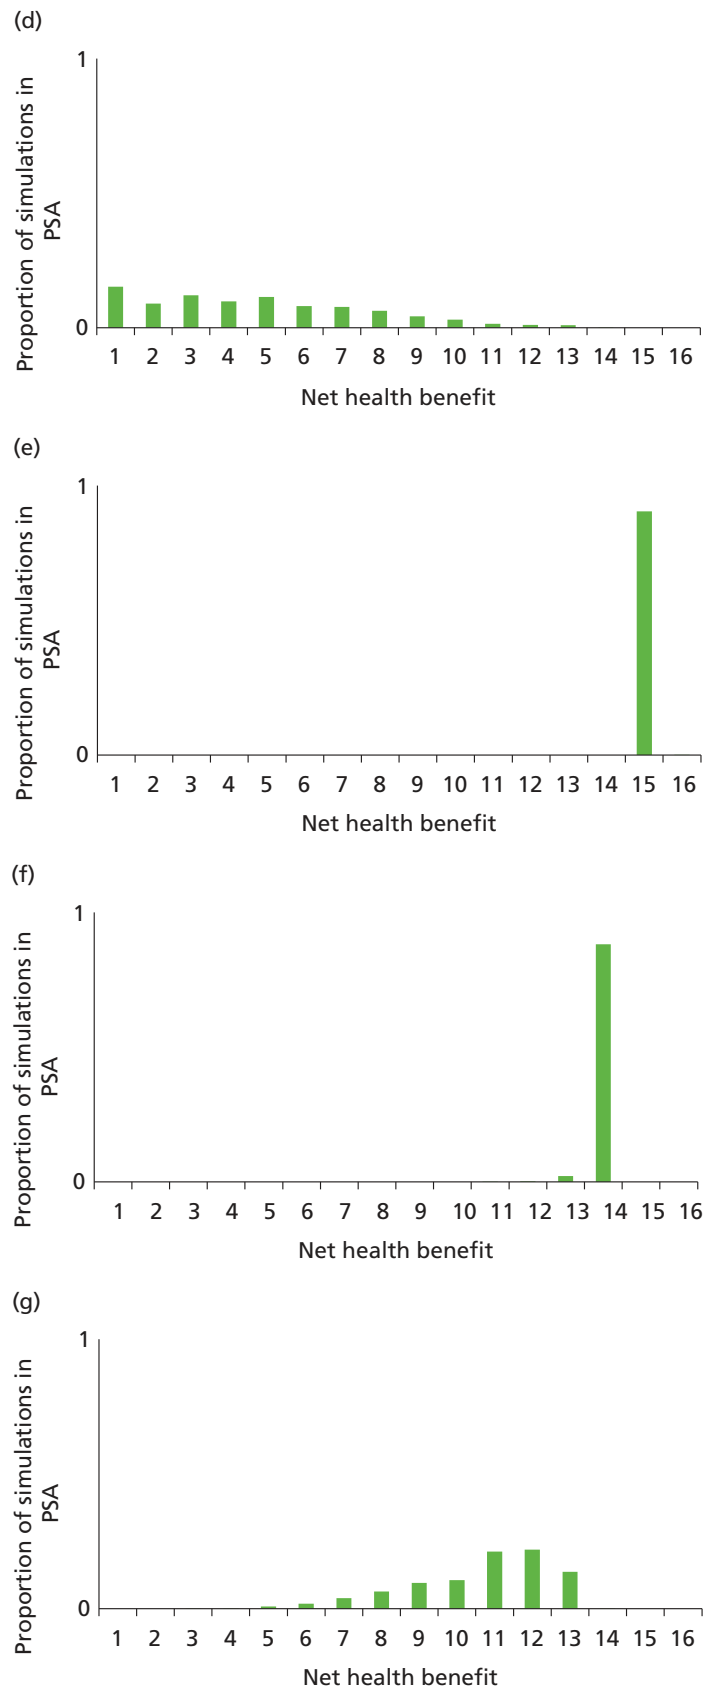 (d)
Proportion of simulations in
PSA
1
0
1 2 3 4 5 6 7 8 9 10 11 12 13 14 15 16
Net health benefit
(e)
Proportion of simulations in
PSA
1
0
1 2 3 4 5 6 7 8 9 10 11 12 13 14 15 16
Net health benefit
(f)
Proportion of simulations in
PSA
1
0
1 2 3 4 5 6 7 8 9 10 11 12 13 14 15 16
Net health benefit
(g)
Proportion of simulations in
PSA
1
0
1 2 3 4 5 6 7 8 9 10 11 12 13 14 15 16
Net health benefit